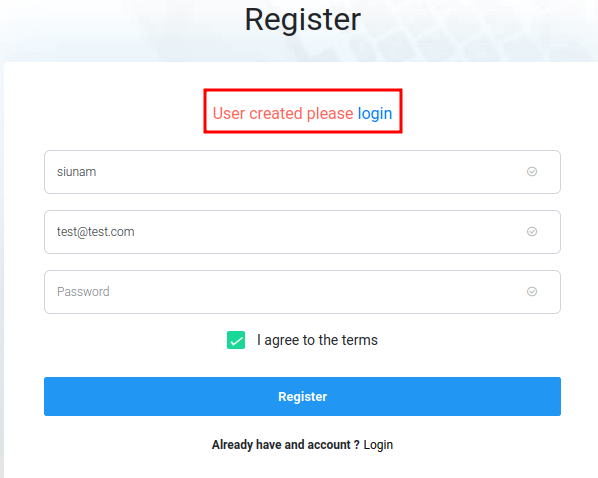 Register
User created please login
siunam
test@test.com
Password
I agree to the terms
Register
Already have and account ? Login